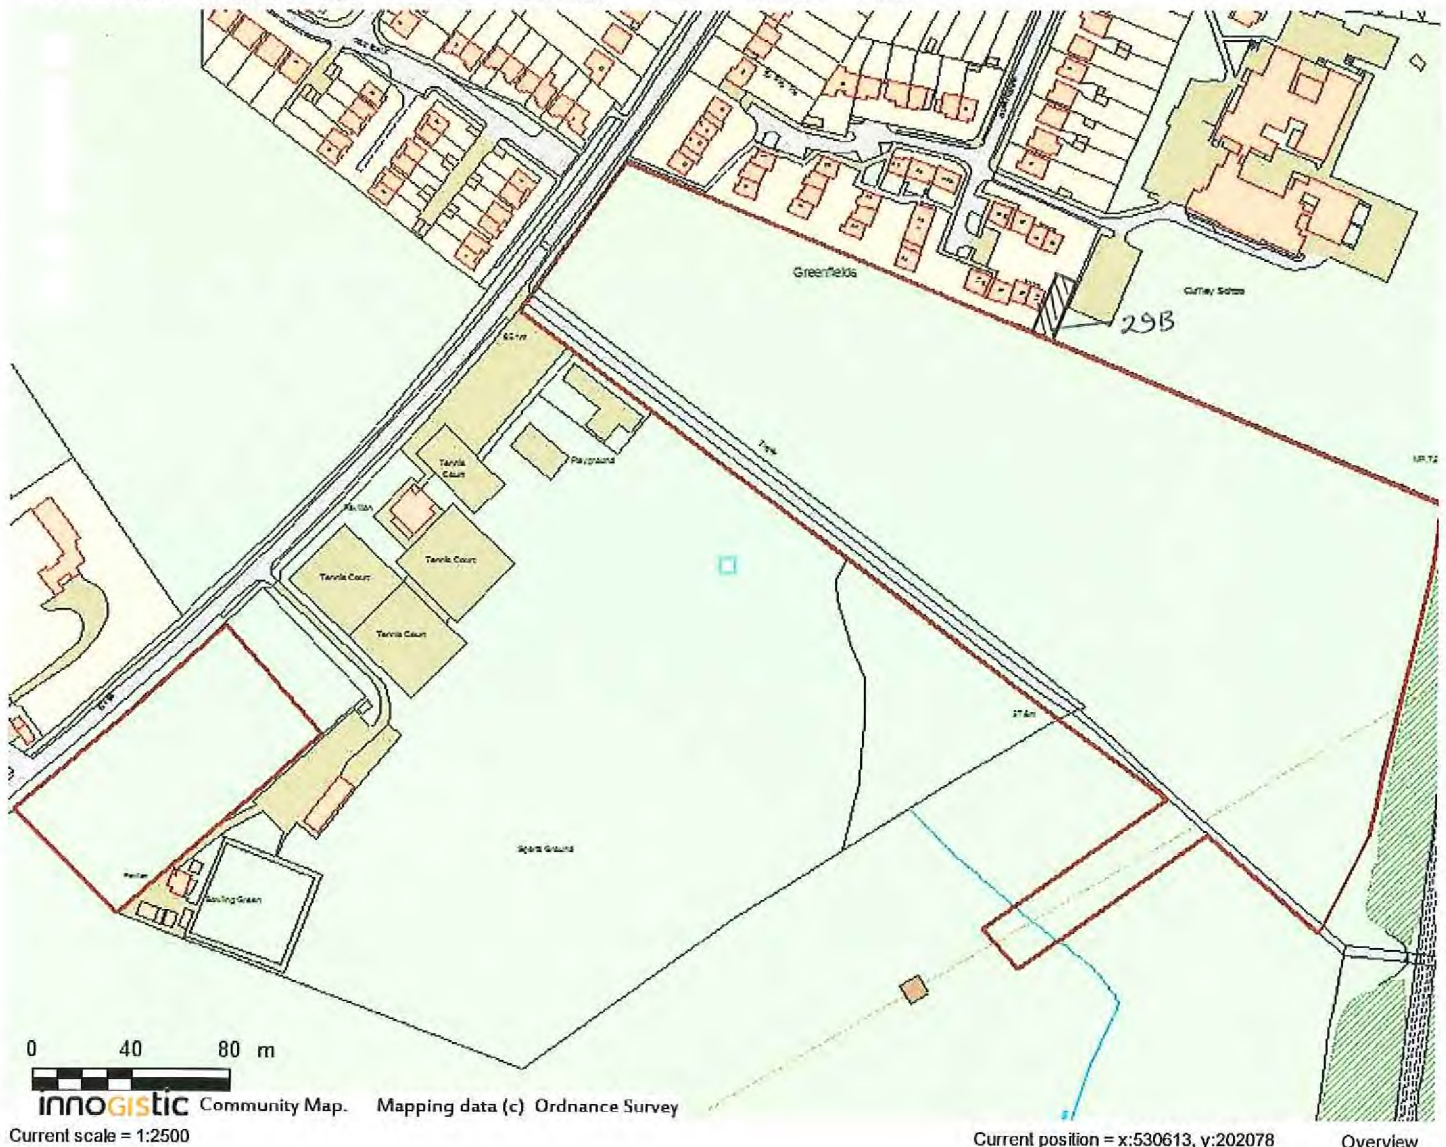 Greenfields
Cuffley School
29B
Playground
Track
Tennis
Court
Pavilion
Tennis Court
Tennis Court
Tennis Court
Sports Ground
Bowling Green
0 40 80 m
innogistic Community Map. Mapping data (c) Ordnance Survey
Current scale = 1:2500
Current position = x:530613, y:202078
Overview